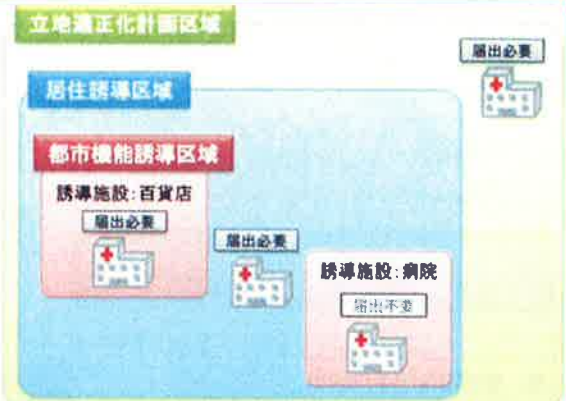 立地適正化計画区域
届出必要
居住誘導区域
都市機能誘導区域
誘導施設:百貨店
届出必要
届出必要
誘導施設:病院
届出不要